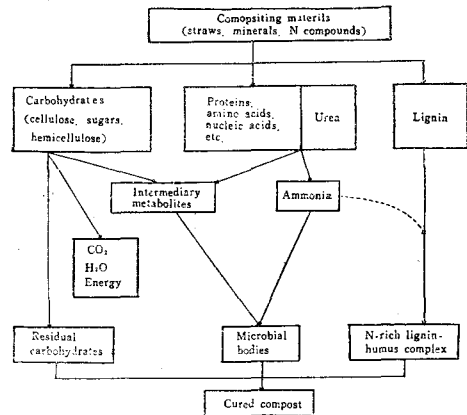 Comopsiting materils
(straws, minerals, N compounds)
Carbohydrates
(cellulose, sugars,
hemicellulose)
Proteins,
amino acids,
nucleic acids,
etc.
Urea
Lignin
Intermediary
metabolites
Ammonia
CO₂
H₂O
Energy
Residual
carbohydrates
Microbial
bodies
N-rich lignin-
humus complex
Cured compost